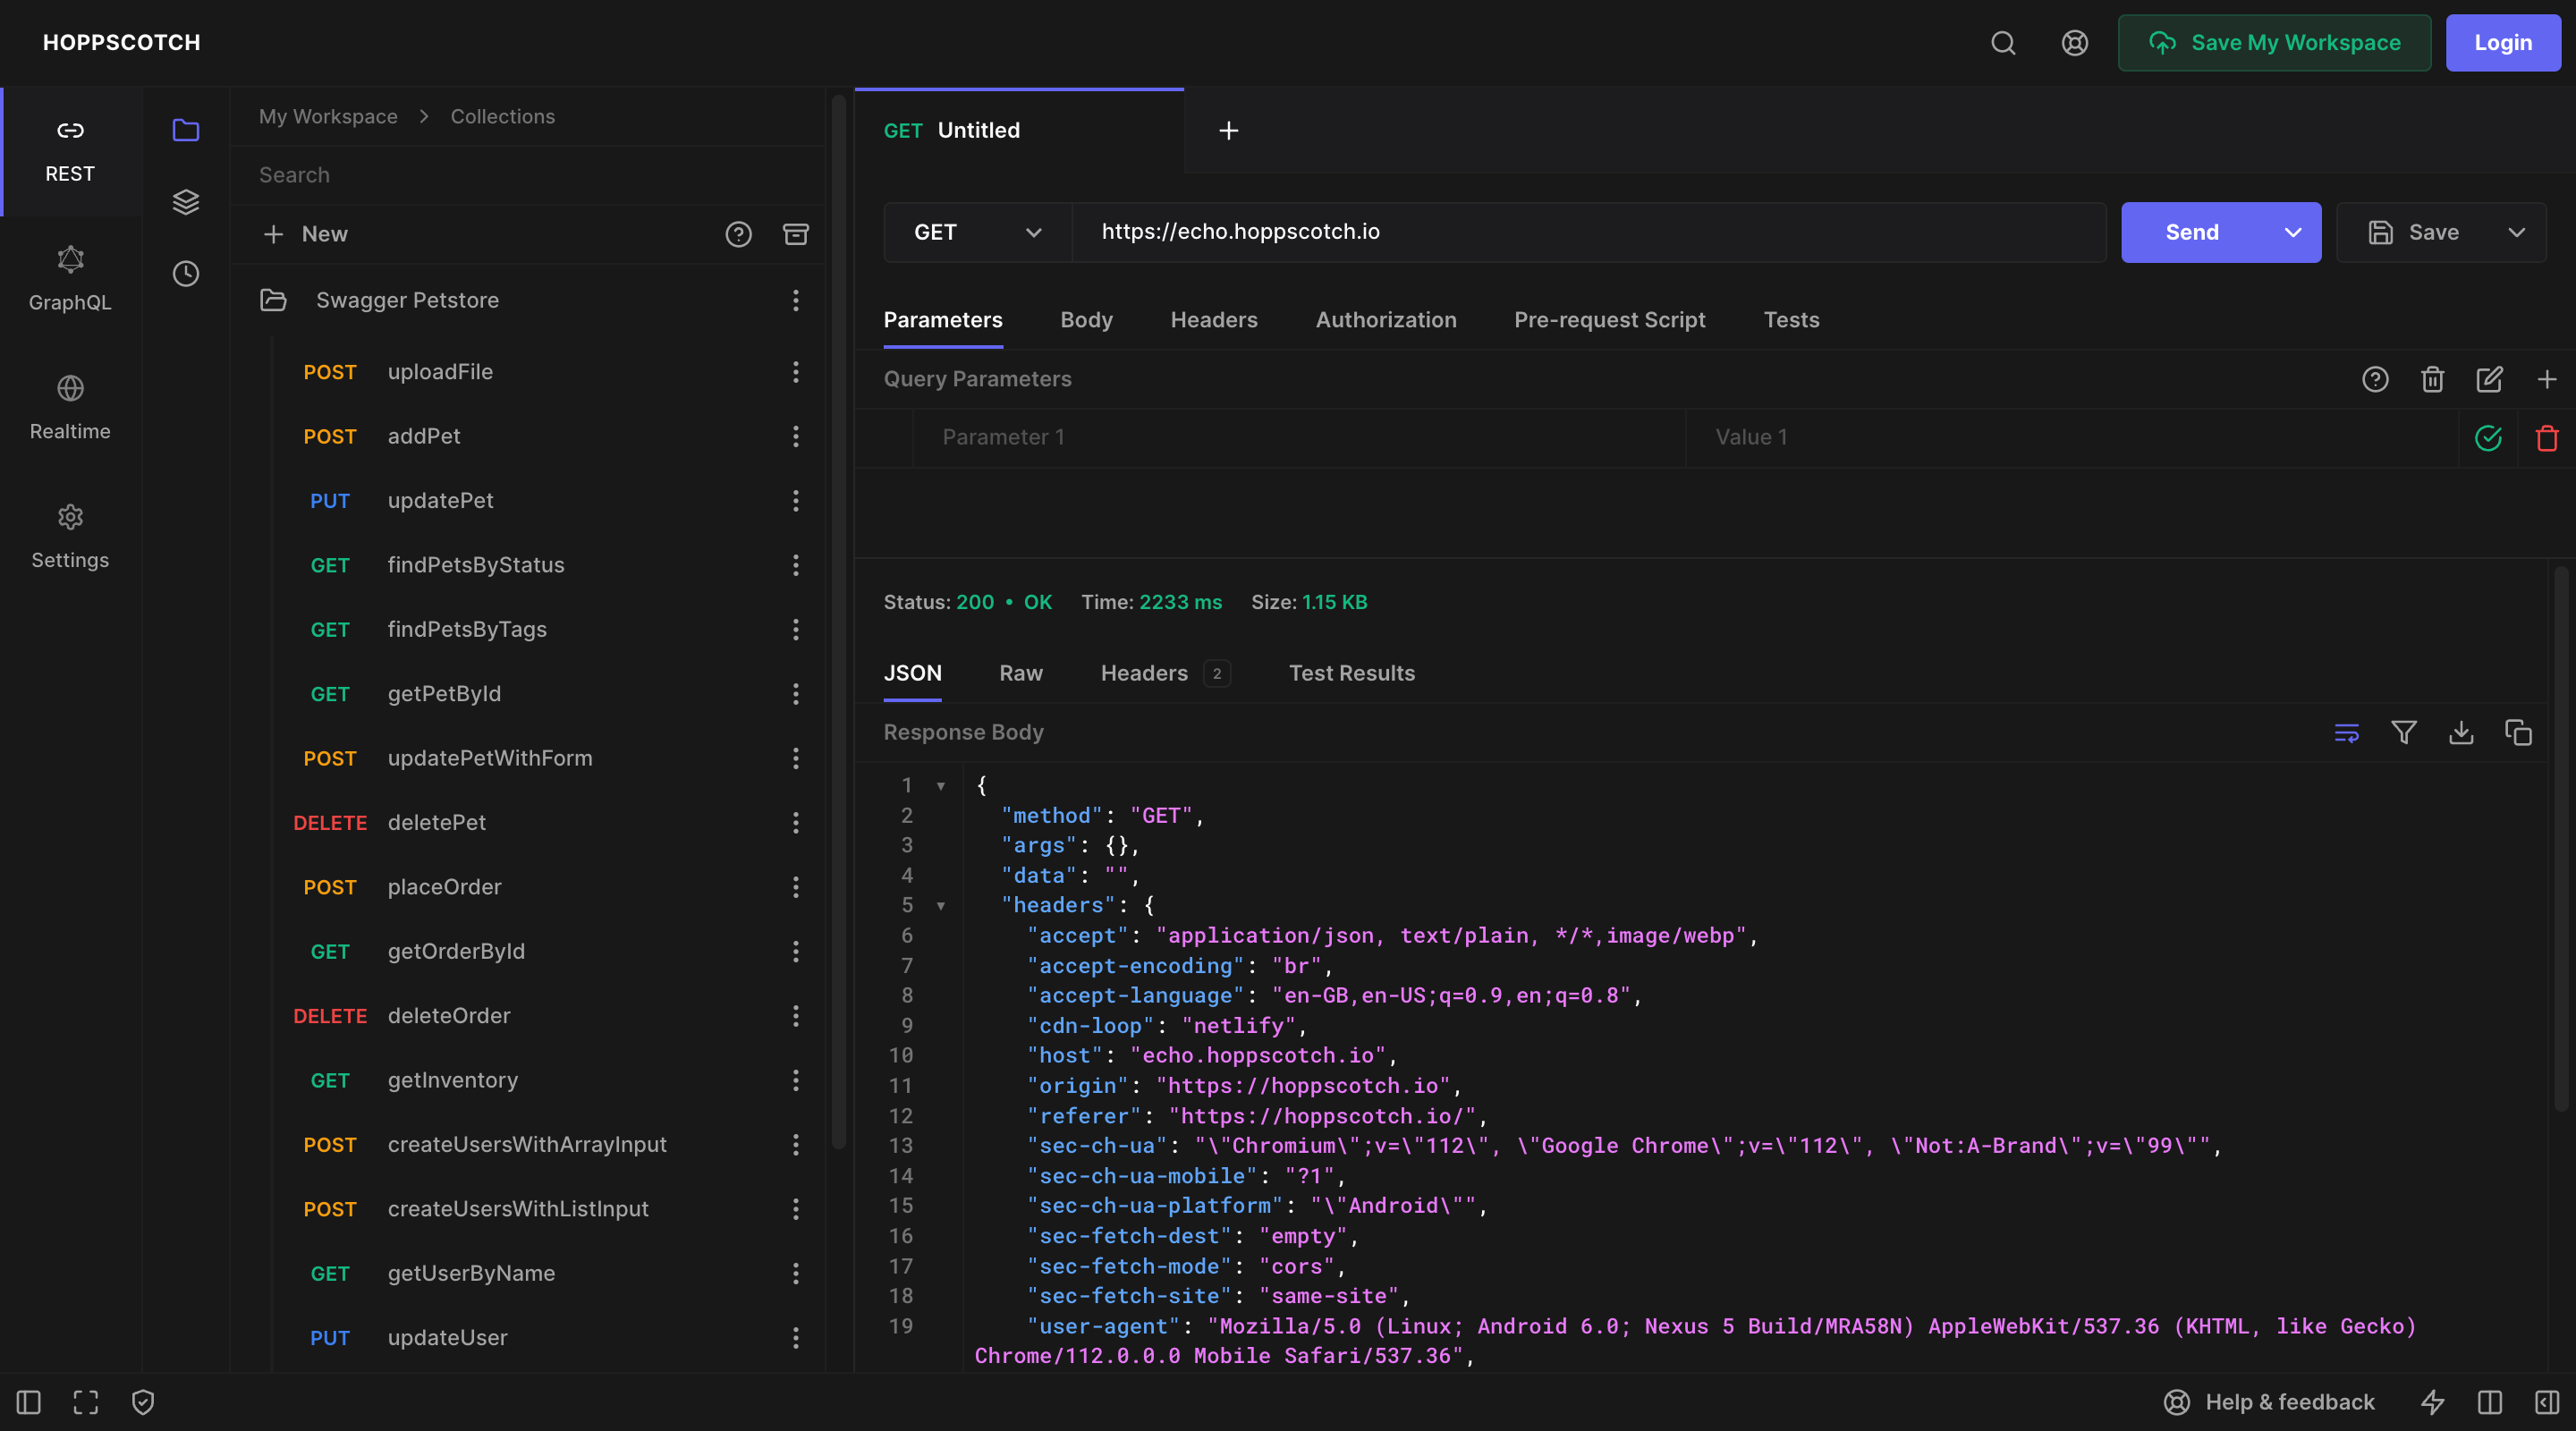 HOPPSCOTCH
Save My Workspace
Login
REST
GraphQL
Realtime
Settings
My Workspace > Collections
Search
+ New
Swagger Petstore
POST uploadFile
POST addPet
PUT updatePet
GET findPetsByStatus
GET findPetsByTags
GET getPetById
POST updatePetWithForm
DELETE deletePet
POST placeOrder
GET getOrderById
DELETE deleteOrder
GET getInventory
POST createUsersWithArrayInput
POST createUsersWithListInput
GET getUserByName
PUT updateUser
GET Untitled
GET
https://echo.hoppscotch.io
Send
Save
Parameters Body Headers Authorization Pre-request Script Tests
Query Parameters
Parameter 1 Value 1
Status: 200 • OK Time: 2233 ms Size: 1.15 KB
JSON Raw Headers 2 Test Results
Response Body
1 {
2 "method": "GET",
3 "args": {},
4 "data": "",
5 "headers": {
6 "accept": "application/json, text/plain, */*,image/webp",
7 "accept-encoding": "br",
8 "accept-language": "en-GB,en-US;q=0.9,en;q=0.8",
9 "cdn-loop": "netlify",
10 "host": "echo.hoppscotch.io",
11 "origin": "https://hoppscotch.io",
12 "referer": "https://hoppscotch.io/",
13 "sec-ch-ua": "\"Chromium\";v=\"112\", \"Google Chrome\";v=\"112\", \"Not:A-Brand\";v=\"99\"",
14 "sec-ch-ua-mobile": "?1",
15 "sec-ch-ua-platform": "\"Android\"",
16 "sec-fetch-dest": "empty",
17 "sec-fetch-mode": "cors",
18 "sec-fetch-site": "same-site",
19 "user-agent": "Mozilla/5.0 (Linux; Android 6.0; Nexus 5 Build/MRA58N) AppleWebKit/537.36 (KHTML, like Gecko)
Chrome/112.0.0.0 Mobile Safari/537.36",
Help & feedback